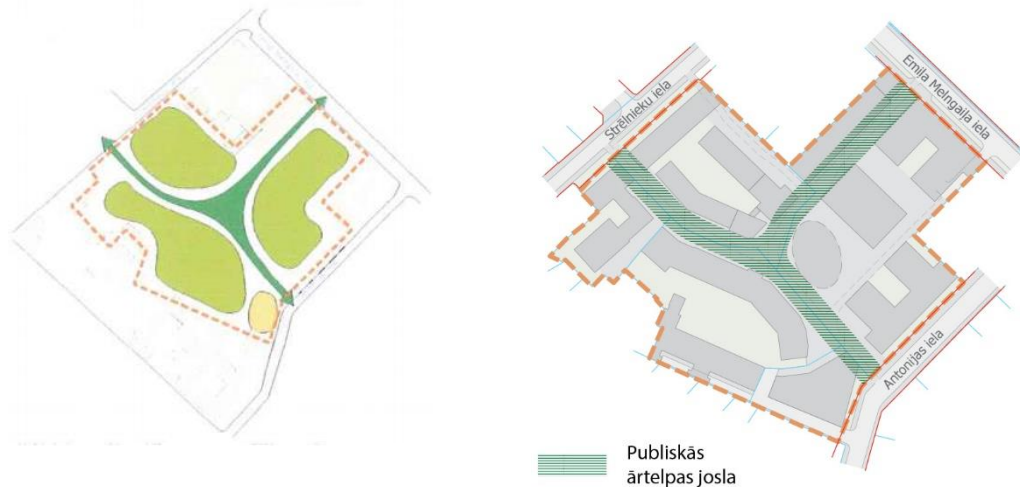 Strēlnieku iela
Emīla Melngaiļa iela
Antonijas iela
Publiskās
ārtelpas josla